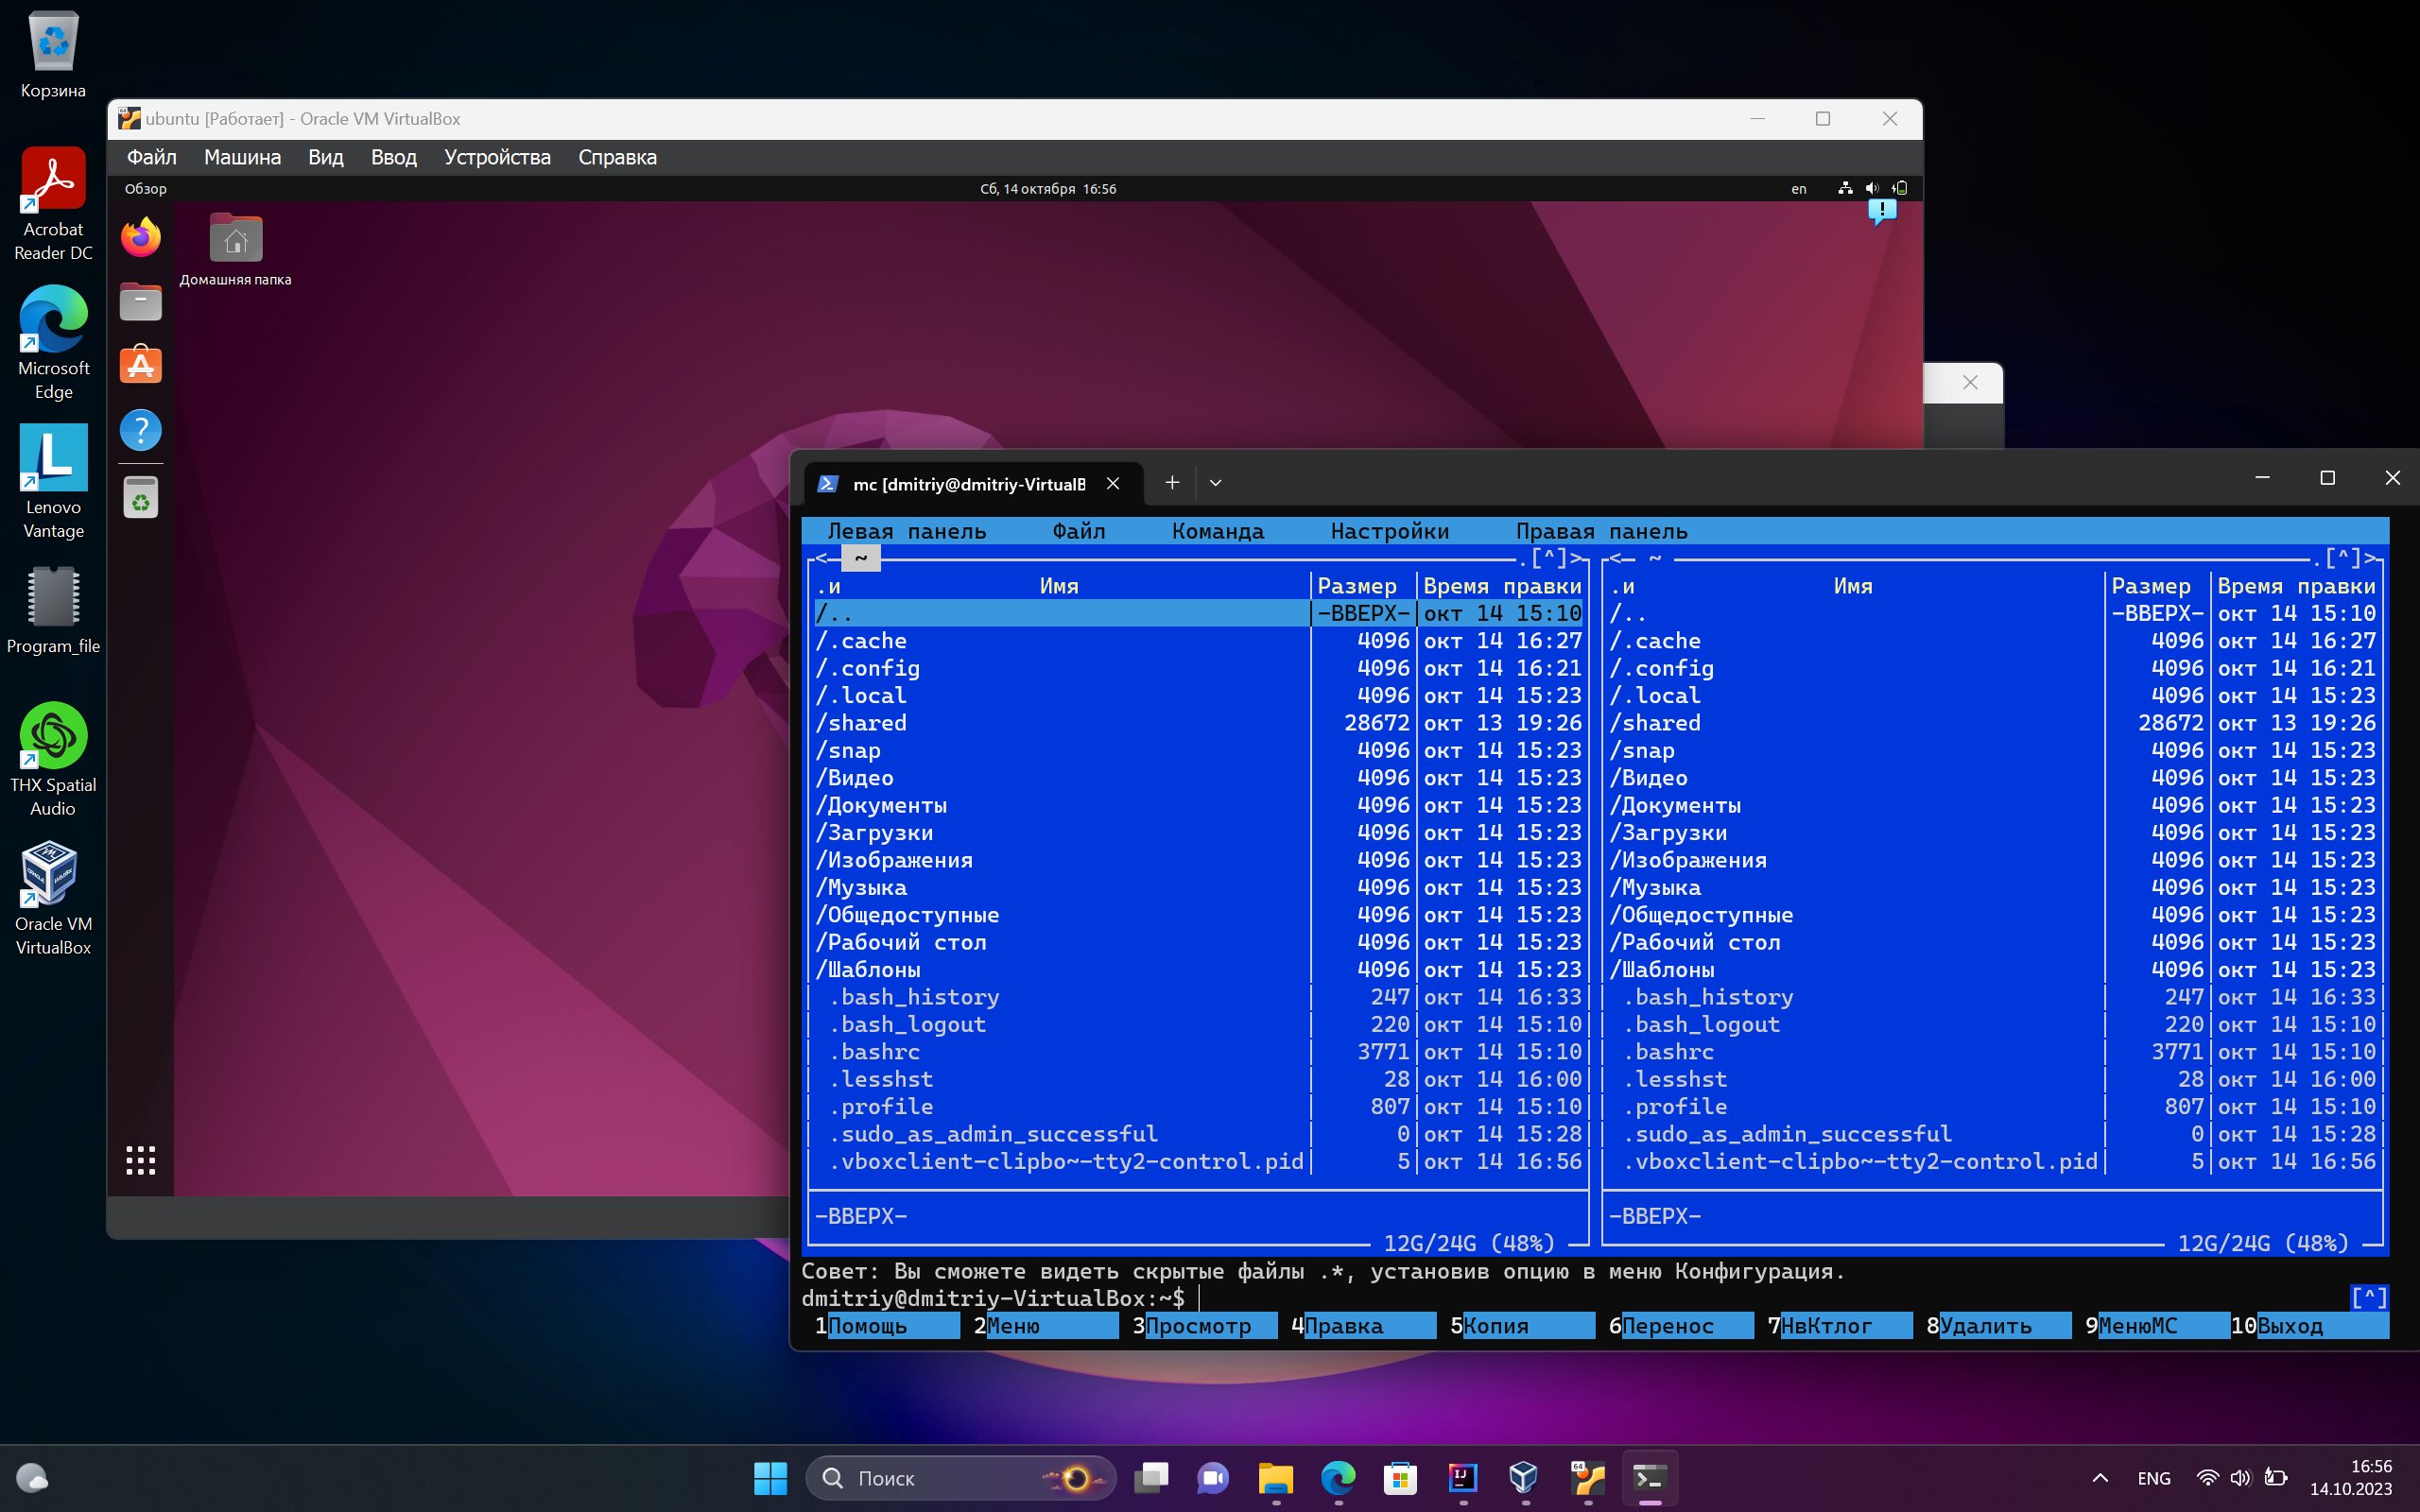 Корзина
Acrobat
Reader DC
Microsoft
Edge
Lenovo
Vantage
Program_file
THX Spatial
Audio
Oracle VM
VirtualBox
ubuntu [Работает] - Oracle VM VirtualBox
Файл Машина Вид Ввод Устройства Справка
Обзор Сб, 14 октября 16:56 en
Домашняя папка
mc [dmitriy@dmitriy-VirtualB
Левая панель Файл Команда Настройки Правая панель
<— ~ .[^]> <— ~ .[^]>
.и Имя Размер Время правки .и Имя Размер Время правки
/.. -ВВЕРХ- окт 14 15:10 /.. -ВВЕРХ- окт 14 15:10
/.cache 4096 окт 14 16:27 /.cache 4096 окт 14 16:27
/.config 4096 окт 14 16:21 /.config 4096 окт 14 16:21
/.local 4096 окт 14 15:23 /.local 4096 окт 14 15:23
/shared 28672 окт 13 19:26 /shared 28672 окт 13 19:26
/snap 4096 окт 14 15:23 /snap 4096 окт 14 15:23
/Видео 4096 окт 14 15:23 /Видео 4096 окт 14 15:23
/Документы 4096 окт 14 15:23 /Документы 4096 окт 14 15:23
/Загрузки 4096 окт 14 15:23 /Загрузки 4096 окт 14 15:23
/Изображения 4096 окт 14 15:23 /Изображения 4096 окт 14 15:23
/Музыка 4096 окт 14 15:23 /Музыка 4096 окт 14 15:23
/Общедоступные 4096 окт 14 15:23 /Общедоступные 4096 окт 14 15:23
/Рабочий стол 4096 окт 14 15:23 /Рабочий стол 4096 окт 14 15:23
/Шаблоны 4096 окт 14 15:23 /Шаблоны 4096 окт 14 15:23
.bash_history 247 окт 14 16:33 .bash_history 247 окт 14 16:33
.bash_logout 220 окт 14 15:10 .bash_logout 220 окт 14 15:10
.bashrc 3771 окт 14 15:10 .bashrc 3771 окт 14 15:10
.lesshst 28 окт 14 16:00 .lesshst 28 окт 14 16:00
.profile 807 окт 14 15:10 .profile 807 окт 14 15:10
.sudo_as_admin_successful 0 окт 14 15:28 .sudo_as_admin_successful 0 окт 14 15:28
.vboxclient-clipbo~-tty2-control.pid 5 окт 14 16:56 .vboxclient-clipbo~-tty2-control.pid 5 окт 14 16:56
-ВВЕРХ- -ВВЕРХ-
12G/24G (48%) 12G/24G (48%)
Совет: Вы сможете видеть скрытые файлы .*, установив опцию в меню Конфигурация.
dmitriy@dmitriy-VirtualBox:~$ [^]
1Помощь 2Меню 3Просмотр 4Правка 5Копия 6Перенос 7НвКтлог 8Удалить 9МенюМС 10Выход
Поиск
ENG
16:56
14.10.2023